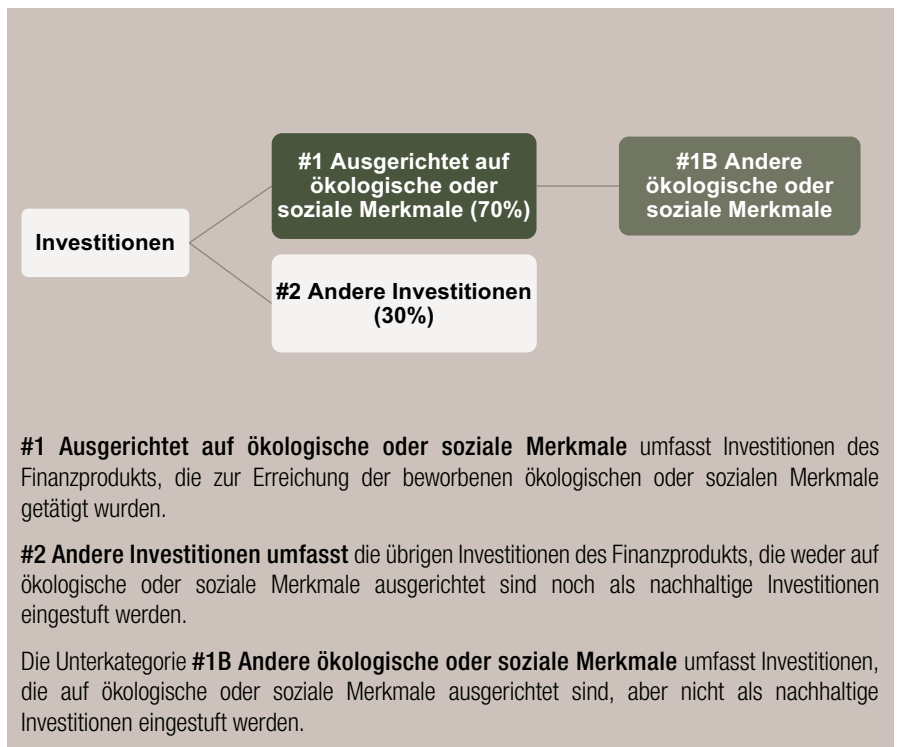 #1 Ausgerichtet auf
ökologische oder
soziale Merkmale (70%)
#1B Andere
ökologische oder
soziale Merkmale
Investitionen
#2 Andere Investitionen
(30%)
#1 Ausgerichtet auf ökologische oder soziale Merkmale umfasst Investitionen des
Finanzprodukts, die zur Erreichung der beworbenen ökologischen oder sozialen Merkmale
getätigt wurden.
#2 Andere Investitionen umfasst die übrigen Investitionen des Finanzprodukts, die weder auf
ökologische oder soziale Merkmale ausgerichtet sind noch als nachhaltige Investitionen
eingestuft werden.
Die Unterkategorie #1B Andere ökologische oder soziale Merkmale umfasst Investitionen,
die auf ökologische oder soziale Merkmale ausgerichtet sind, aber nicht als nachhaltige
Investitionen eingestuft werden.